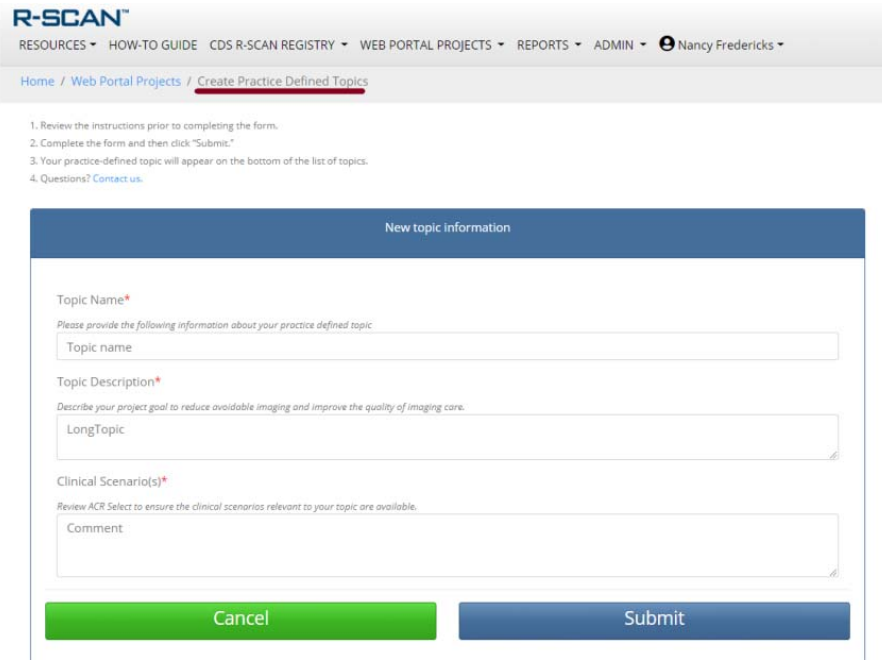 R-SCAN™
RESOURCES HOW-TO GUIDE CDS R-SCAN REGISTRY WEB PORTAL PROJECTS REPORTS ADMIN Nancy Fredericks
Home / Web Portal Projects / Create Practice Defined Topics
1. Review the instructions prior to completing the form.
2. Complete the form and then click "Submit."
3. Your practice-defined topic will appear on the bottom of the list of topics.
4. Questions? Contact us.
New topic information
Topic Name*
Please provide the following information about your practice defined topic
Topic name
Topic Description*
Describe your project goal to reduce avoidable imaging and improve the quality of imaging care.
LongTopic
Clinical Scenario(s)*
Review ACR Select to ensure the clinical scenarios relevant to your topic are available.
Comment
Cancel Submit